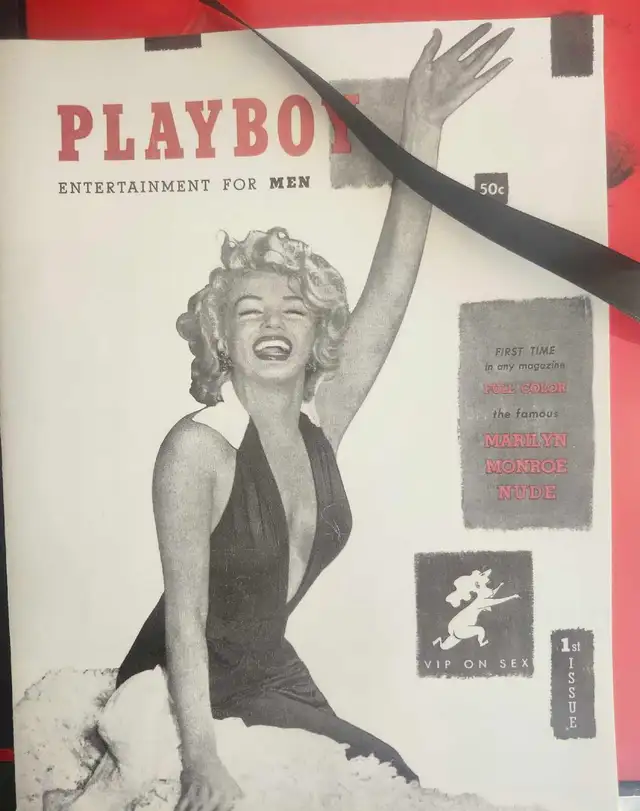 PLAYBOY
ENTERTAINMENT FOR MEN
50c
FIRST TIME
in any magazine
FULL COLOR
the famous
MARILYN
MONROE
NUDE
VIP ON SEX
1st
ISSUE